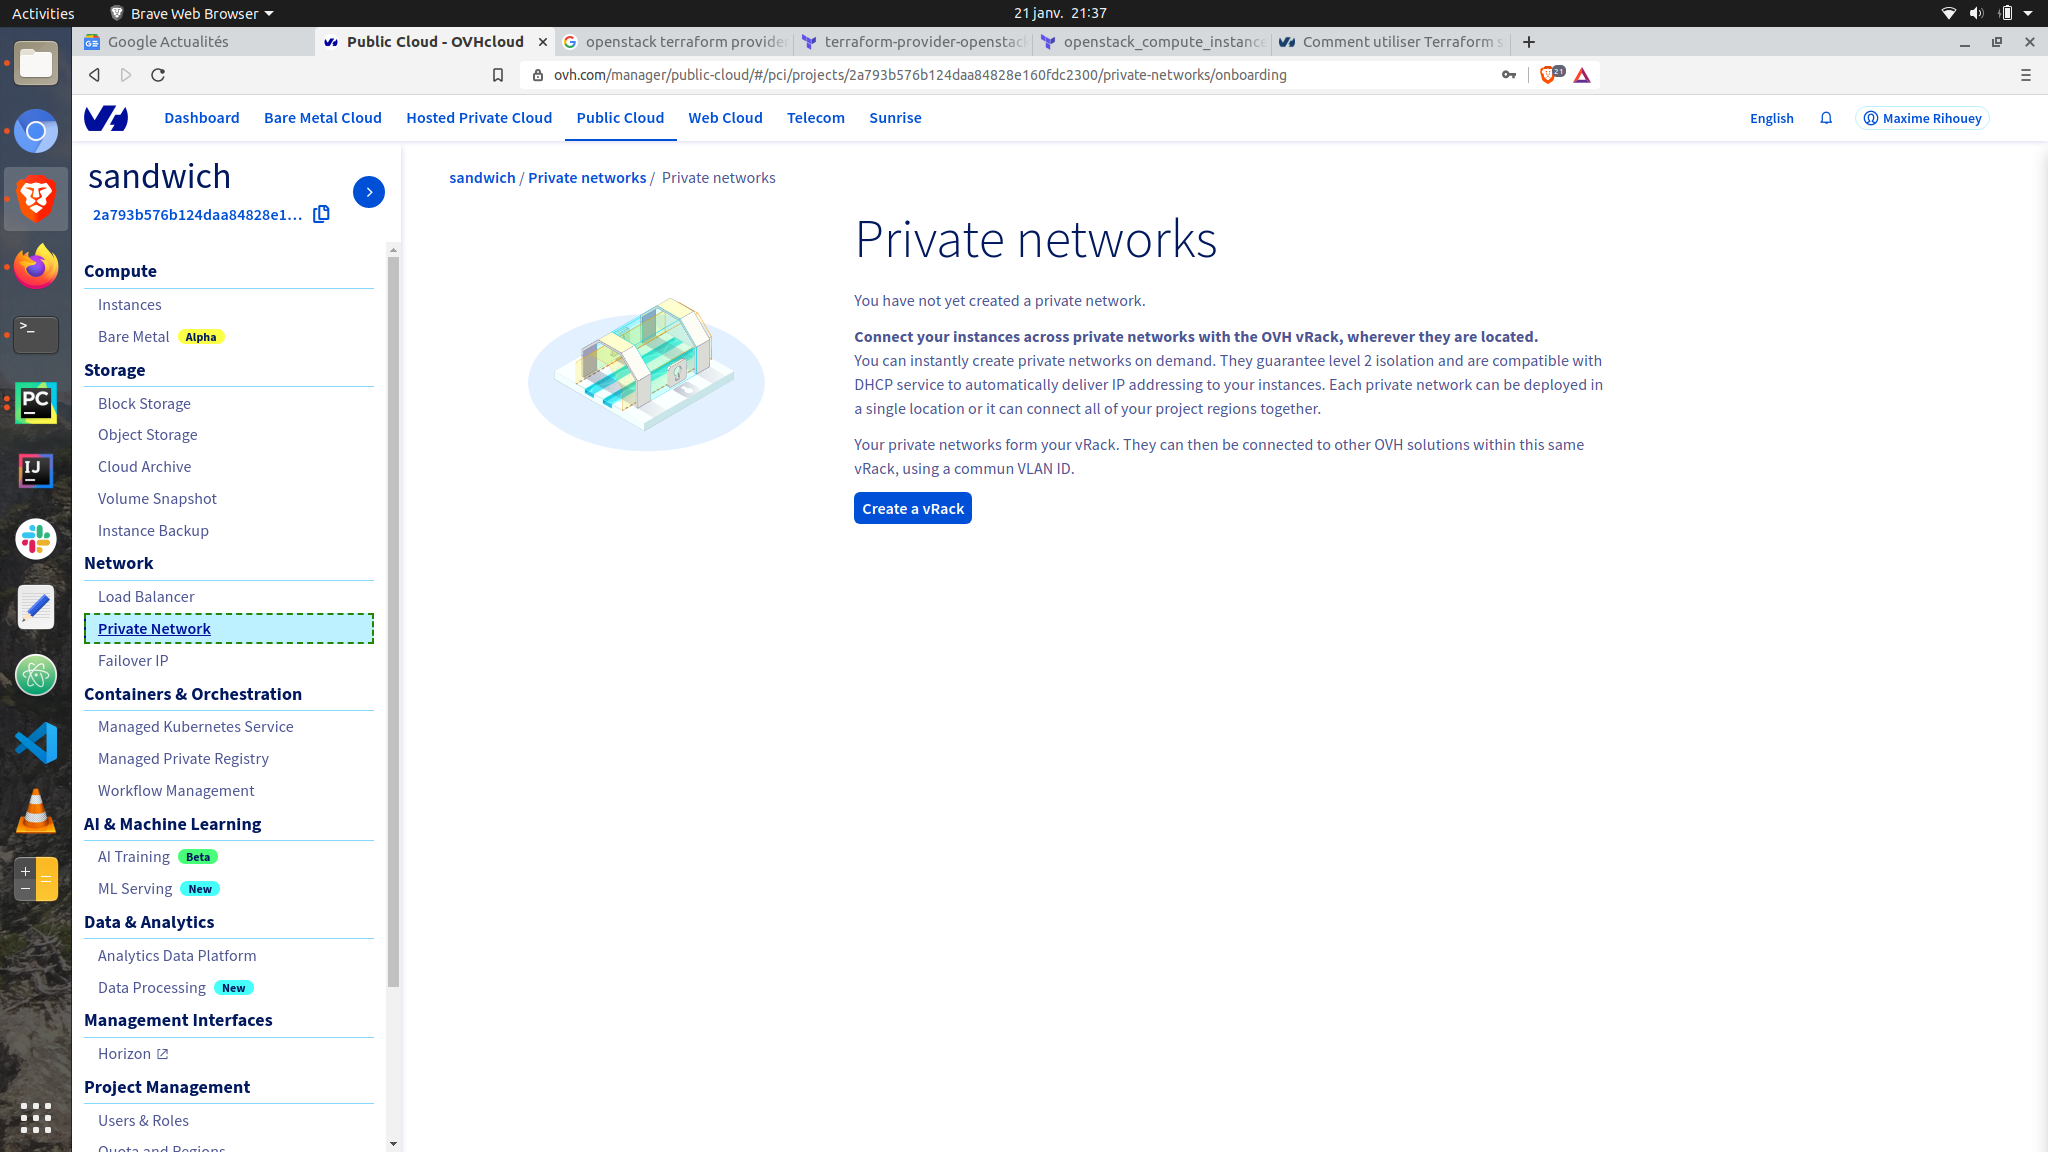 Activities
Brave Web Browser
21 janv. 21:37
Google Actualités
Public Cloud - OVHcloud
openstack terraform provider
terraform-provider-openstack
openstack_compute_instance
Comment utiliser Terraform s
ovh.com/manager/public-cloud/#/pci/projects/2a793b576b124daa84828e160fdc2300/private-networks/onboarding
21
Dashboard
Bare Metal Cloud
Hosted Private Cloud
Public Cloud
Web Cloud
Telecom
Sunrise
English
Maxime Rihouey
sandwich
2a793b576b124daa84828e1...
Compute
Instances
Bare Metal Alpha
Storage
Block Storage
Object Storage
Cloud Archive
Volume Snapshot
Instance Backup
Network
Load Balancer
Private Network
Failover IP
Containers & Orchestration
Managed Kubernetes Service
Managed Private Registry
Workflow Management
AI & Machine Learning
AI Training Beta
ML Serving New
Data & Analytics
Analytics Data Platform
Data Processing New
Management Interfaces
Horizon
Project Management
Users & Roles
Quota and Regions
sandwich / Private networks / Private networks
Private networks
You have not yet created a private network.
Connect your instances across private networks with the OVH vRack, wherever they are located.
You can instantly create private networks on demand. They guarantee level 2 isolation and are compatible with
DHCP service to automatically deliver IP addressing to your instances. Each private network can be deployed in
a single location or it can connect all of your project regions together.
Your private networks form your vRack. They can then be connected to other OVH solutions within this same
vRack, using a commun VLAN ID.
Create a vRack
PC
IJ